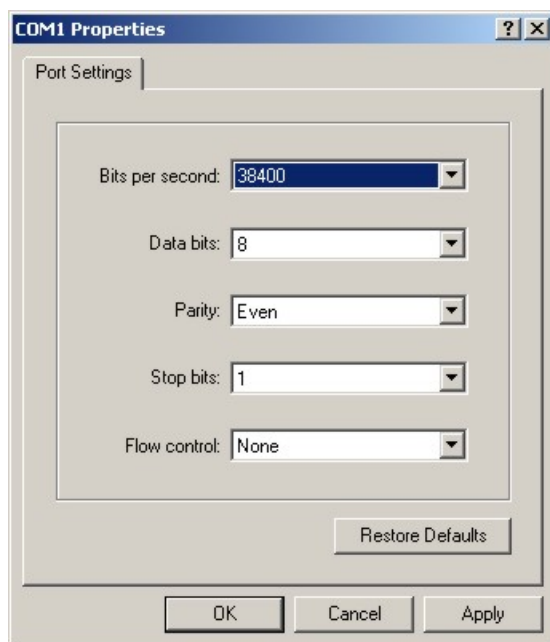 COM1 Properties
Port Settings
Bits per second: 38400
Data bits: 8
Parity: Even
Stop bits: 1
Flow control: None
Restore Defaults
OK Cancel Apply